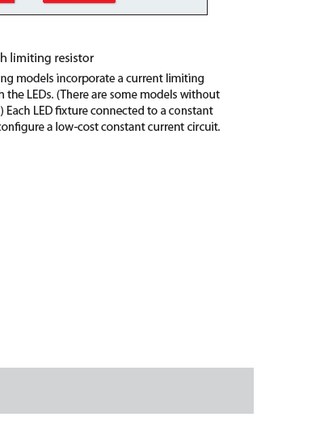 h limiting resistor
ng models incorporate a current limiting
n the LEDs. (There are some models without
) Each LED fixture connected to a constant
configure a low-cost constant current circuit.